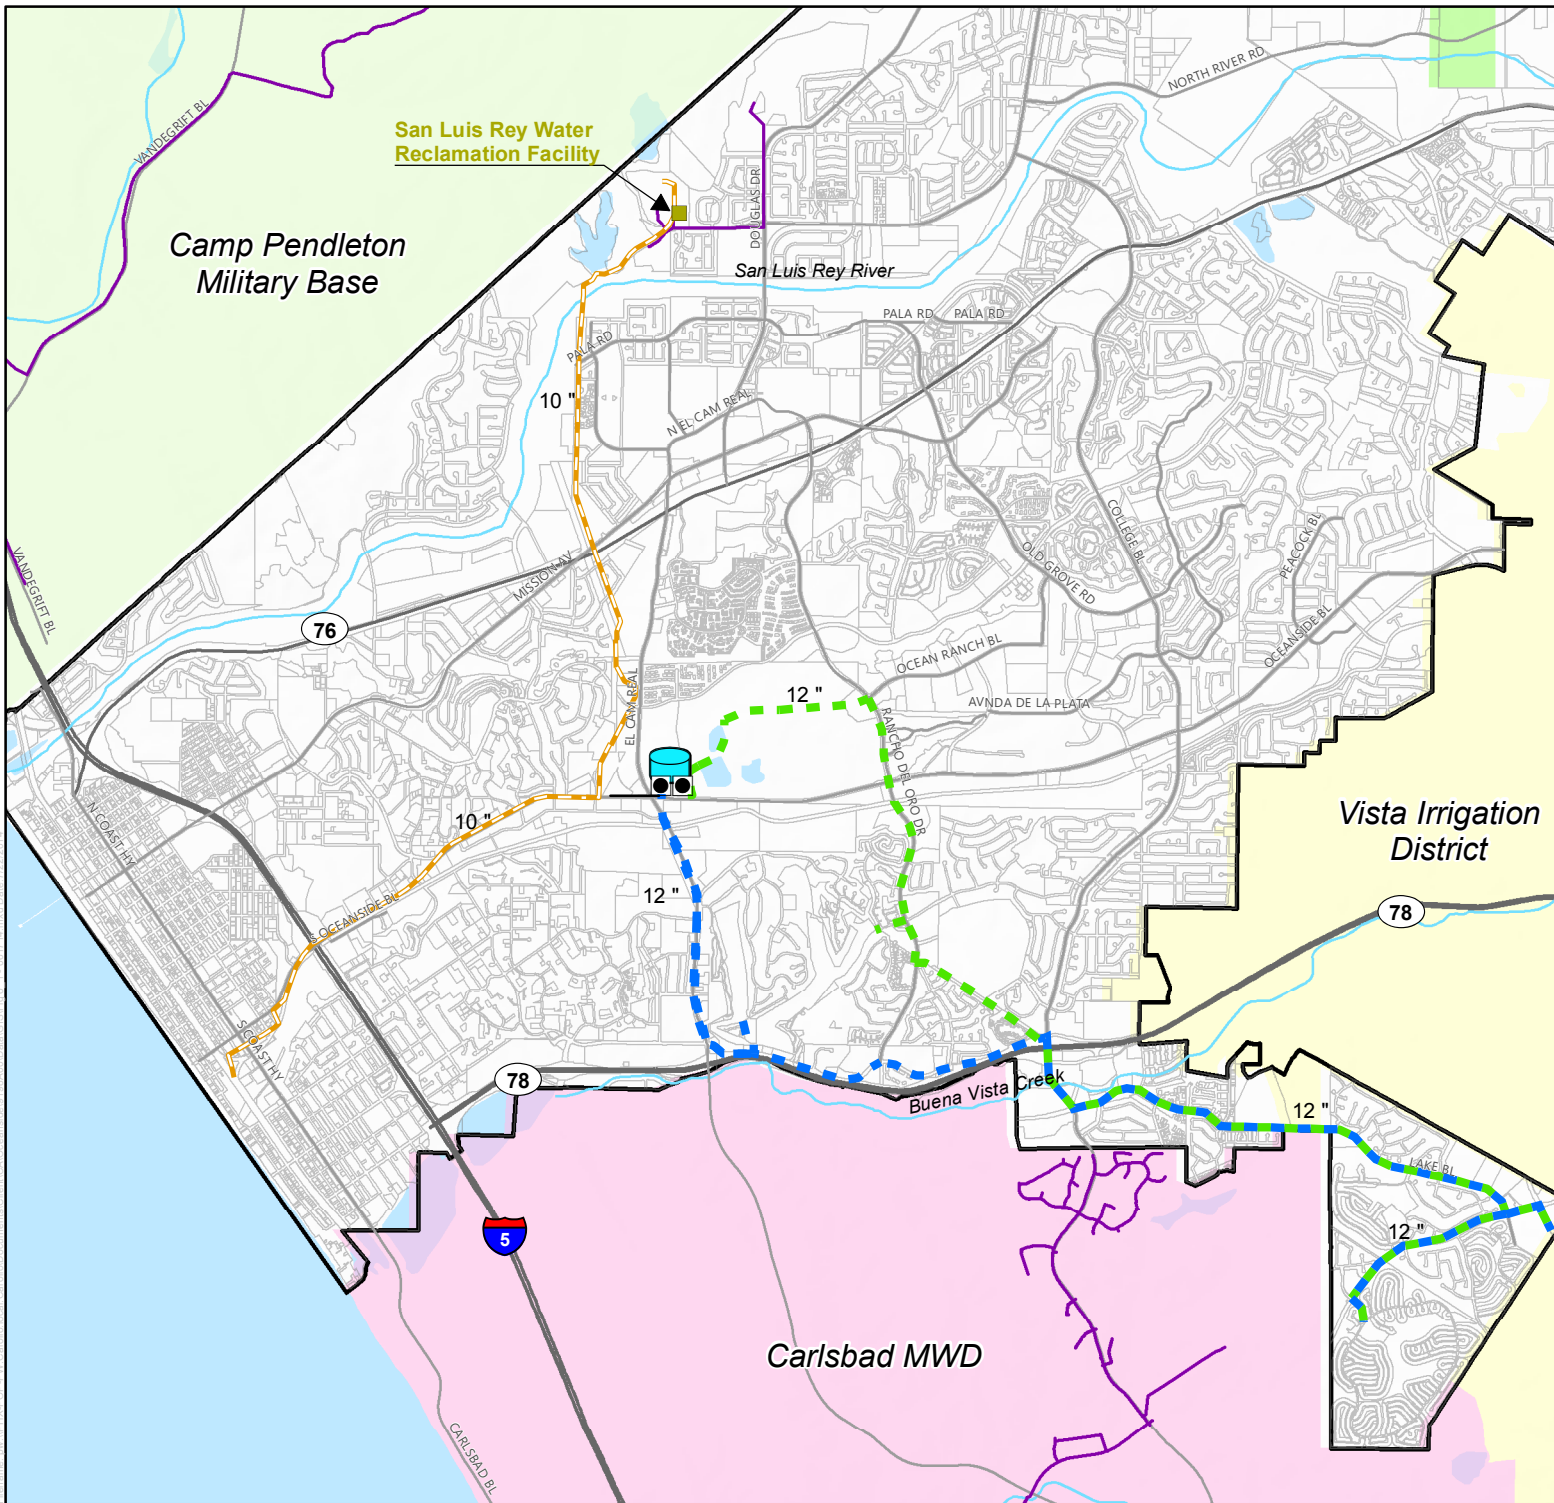 NORTH RIVER RD
VANDEGRIFT BL
San Luis Rey Water
Reclamation Facility
DOUGLAS DR
Camp Pendleton
Military Base
San Luis Rey River
PALA RD
PALA RD
PALA RD
10 "
N EL CAM REAL
COLLEGE BL
PEACOCK BL
VANDEGRIFT BL
MISSION AV
OLD GROVE RD
76
OCEANSIDE BL
OCEAN RANCH BL
EL CAM REAL
12 "
AVNDA DE LA PLATA
RANCHO DEL ORO DR
N COAST HY
10 "
Vista Irrigation
District
12 "
S OCEANSIDE BL
78
S COAST HY
78
Buena Vista Creek
12 "
LAKE BL
12 "
5
Carlsbad MWD
CARLSBAD BL